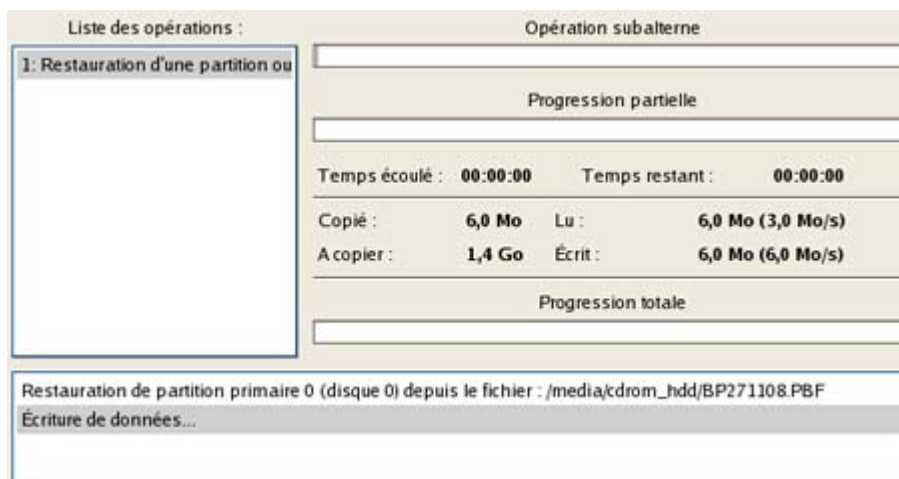 Liste des opérations :
1: Restauration d'une partition ou
Opération subalterne
Progression partielle
Temps écoulé : 00:00:00 Temps restant : 00:00:00
Copié : 6,0 Mo Lu : 6,0 Mo (3,0 Mo/s)
A copier : 1,4 Go Écrit : 6,0 Mo (6,0 Mo/s)
Progression totale
Restauration de partition primaire 0 (disque 0) depuis le fichier : /media/cdrom_hdd/BP271108.PBF
Écriture de données...